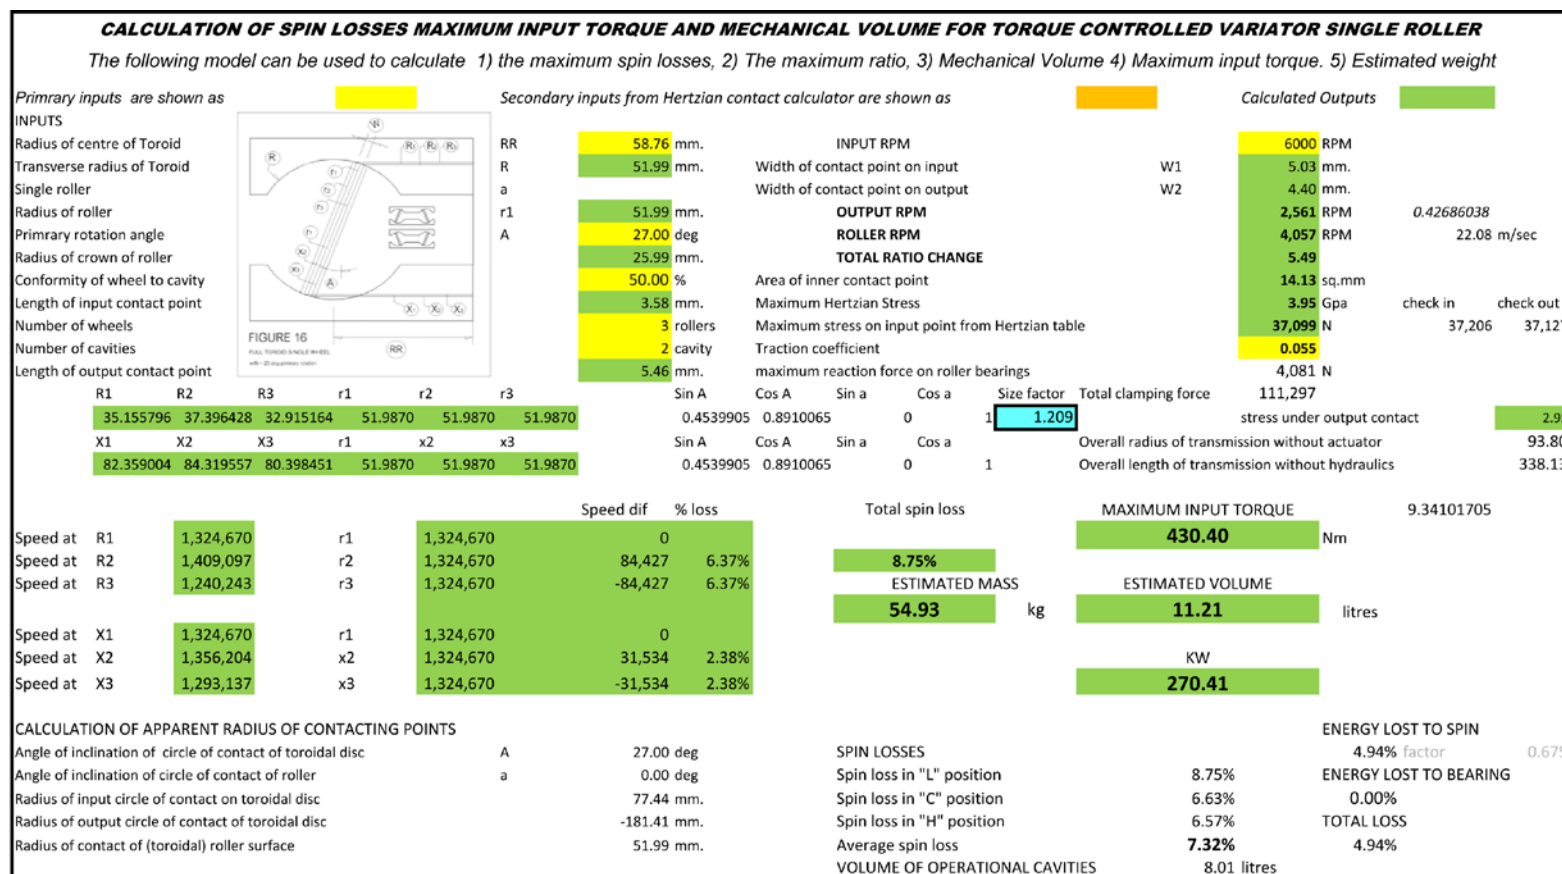 CALCULATION OF SPIN LOSSES MAXIMUM INPUT TORQUE AND MECHANICAL VOLUME FOR TORQUE CONTROLLED VARIATOR SINGLE ROLLER
The following model can be used to calculate 1) the maximum spin losses, 2) The maximum ratio, 3) Mechanical Volume 4) Maximum input torque. 5) Estimated weight
Primrary inputs are shown as Secondary inputs from Hertzian contact calculator are shown as Calculated Outputs
INPUTS
Radius of centre of Toroid RR 58.76 mm. INPUT RPM 6000 RPM
Transverse radius of Toroid R 51.99 mm. Width of contact point on input W1 5.03 mm.
Single roller a Width of contact point on output W2 4.40 mm.
Radius of roller r1 51.99 mm. OUTPUT RPM 2,561 RPM 0.42686038
Primrary rotation angle A 27.00 deg ROLLER RPM 4,057 RPM 22.08 m/sec
Radius of crown of roller 25.99 mm. TOTAL RATIO CHANGE 5.49
Conformity of wheel to cavity 50.00 % Area of inner contact point 14.13 sq.mm
Length of input contact point 3.58 mm. Maximum Hertzian Stress 3.95 Gpa check in check out
Number of wheels 3 rollers Maximum stress on input point from Hertzian table 37,099 N 37,206 37,127
Number of cavities 2 cavity Traction coefficient 0.055
Length of output contact point 5.46 mm. maximum reaction force on roller bearings 4,081 N
W
R1 R2 R3
R
r1
r2
r3
r1
X2
X3
A
X1 X2 X3
FIGURE 16
FULL TOROID SINGLE WHEEL
RR
R1 R2 R3 r1 r2 r3 Sin A Cos A Sin a Cos a Size factor Total clamping force 111,297
35.155796 37.396428 32.915164 51.9870 51.9870 51.9870 0.4539905 0.8910065 0 1 1.209 stress under output contact 2.9
X1 X2 X3 r1 x2 x3 Sin A Cos A Sin a Cos a Overall radius of transmission without actuator 93.80
82.359004 84.319557 80.398451 51.9870 51.9870 51.9870 0.4539905 0.8910065 0 1 Overall length of transmission without hydraulics 338.13
Speed dif % loss Total spin loss MAXIMUM INPUT TORQUE 9.34101705
Speed at R1 1,324,670 r1 1,324,670 0 430.40 Nm
Speed at R2 1,409,097 r2 1,324,670 84,427 6.37% 8.75%
Speed at R3 1,240,243 r3 1,324,670 -84,427 6.37% ESTIMATED MASS ESTIMATED VOLUME
54.93 kg 11.21 litres
Speed at X1 1,324,670 r1 1,324,670 0
Speed at X2 1,356,204 x2 1,324,670 31,534 2.38% KW
Speed at X3 1,293,137 x3 1,324,670 -31,534 2.38% 270.41
CALCULATION OF APPARENT RADIUS OF CONTACTING POINTS ENERGY LOST TO SPIN
Angle of inclination of circle of contact of toroidal disc A 27.00 deg SPIN LOSSES 4.94% factor 0.675
Angle of inclination of circle of contact of roller a 0.00 deg Spin loss in "L" position 8.75% ENERGY LOST TO BEARING
Radius of input circle of contact on toroidal disc 77.44 mm. Spin loss in "C" position 6.63% 0.00%
Radius of output circle of contact of toroidal disc -181.41 mm. Spin loss in "H" position 6.57% TOTAL LOSS
Radius of contact of (toroidal) roller surface 51.99 mm. Average spin loss 7.32% 4.94%
VOLUME OF OPERATIONAL CAVITIES 8.01 litres